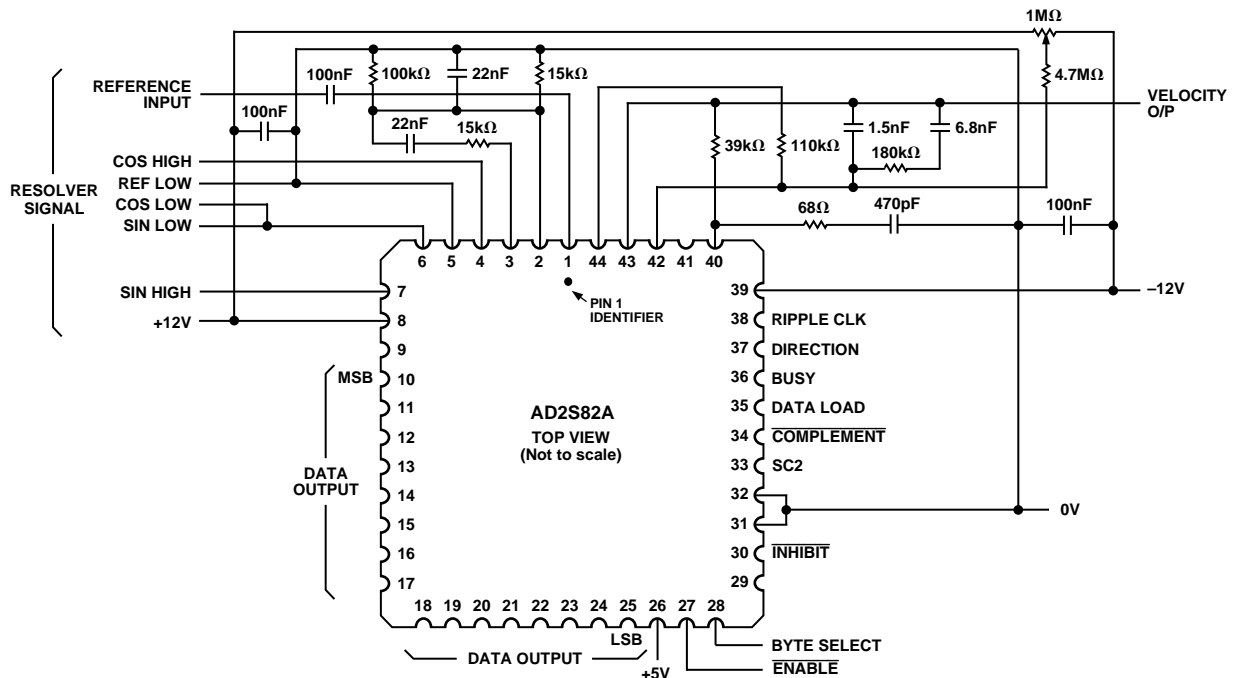 1MΩ
100kΩ
22nF
15kΩ
4.7MΩ
REFERENCE
INPUT
100nF
VELOCITY
O/P
100nF
22nF
15kΩ
39kΩ
110kΩ
1.5nF
6.8nF
180kΩ
RESOLVER
SIGNAL
COS HIGH
REF LOW
COS LOW
SIN LOW
68Ω
470pF
100nF
6 5 4 3 2 1 44 43 42 41 40
PIN 1
IDENTIFIER
SIN HIGH
+12V
7
8
9
MSB 10
11
12
13
14
15
16
17
DATA
OUTPUT
AD2S82A
TOP VIEW
(Not to scale)
39
–12V
38 RIPPLE CLK
37 DIRECTION
36 BUSY
35 DATA LOAD
34 COMPLEMENT
33 SC2
32
31
0V
30 INHIBIT
29
18 19 20 21 22 23 24 25 26 27 28
LSB
DATA OUTPUT
+5V
BYTE SELECT
ENABLE